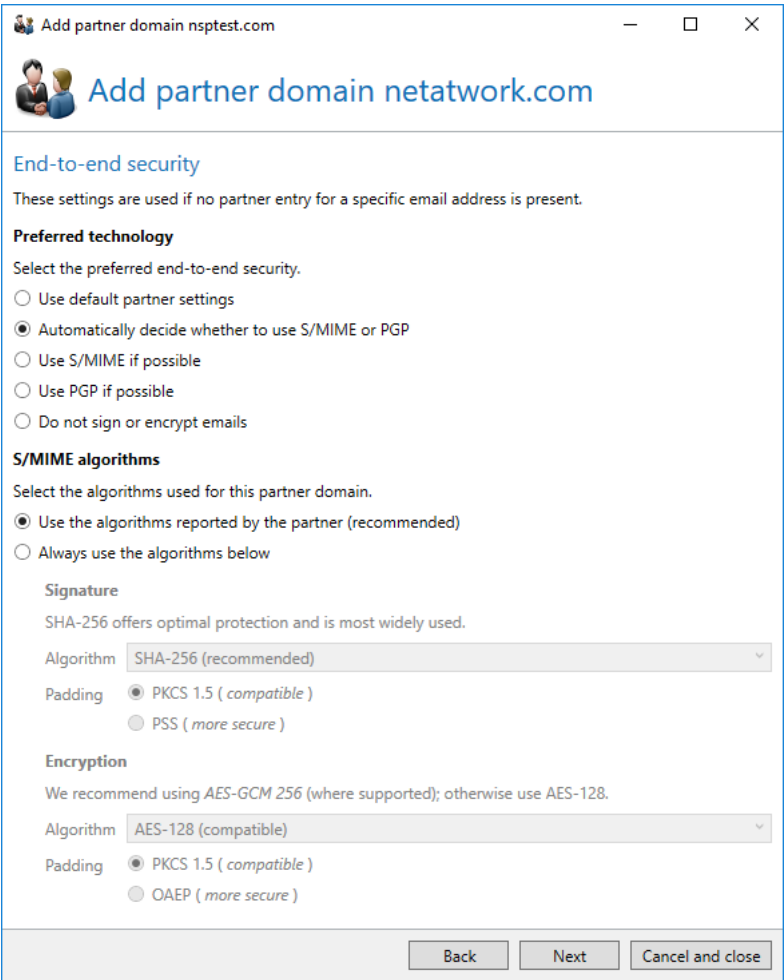 Add partner domain nsptest.com
Add partner domain netatwork.com
End-to-end security
These settings are used if no partner entry for a specific email address is present.
Preferred technology
Select the preferred end-to-end security.
Use default partner settings
Automatically decide whether to use S/MIME or PGP
Use S/MIME if possible
Use PGP if possible
Do not sign or encrypt emails
S/MIME algorithms
Select the algorithms used for this partner domain.
Use the algorithms reported by the partner (recommended)
Always use the algorithms below
Signature
SHA-256 offers optimal protection and is most widely used.
Algorithm SHA-256 (recommended)
Padding PKCS 1.5 ( compatible )
PSS ( more secure )
Encryption
We recommend using AES-GCM 256 (where supported); otherwise use AES-128.
Algorithm AES-128 (compatible)
Padding PKCS 1.5 ( compatible )
OAEP ( more secure )
Back Next Cancel and close